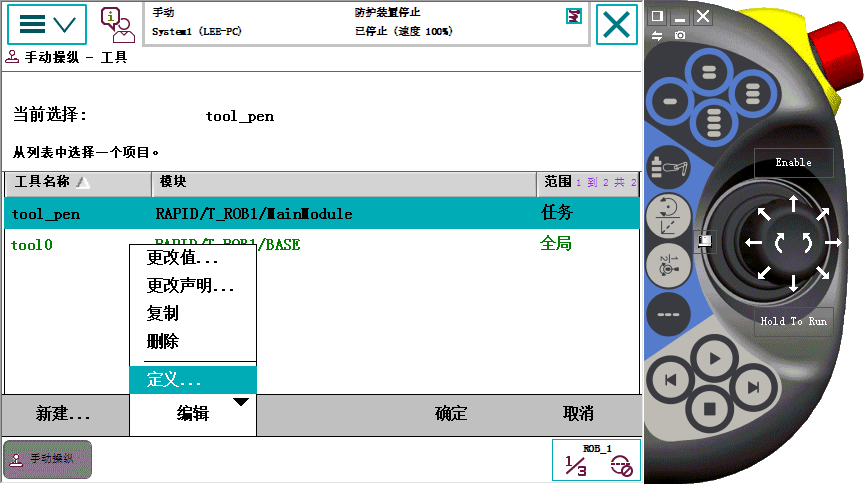 手动
防护装置停止
System1 (LEE-PC)
已停止 (速度 100%)
手动操纵 - 工具
当前选择:
tool_pen
从列表中选择一个项目。
工具名称
模块
范围 1 到 2 共 2
tool_pen
RAPID/T_ROB1/MainModule
任务
tool0
RAPID/T_ROB1/BASE
全局
更改值...
更改声明...
复制
删除
定义...
新建...
编辑
确定
取消
手动操纵
ROB_1
1/3
Enable
Hold To Run